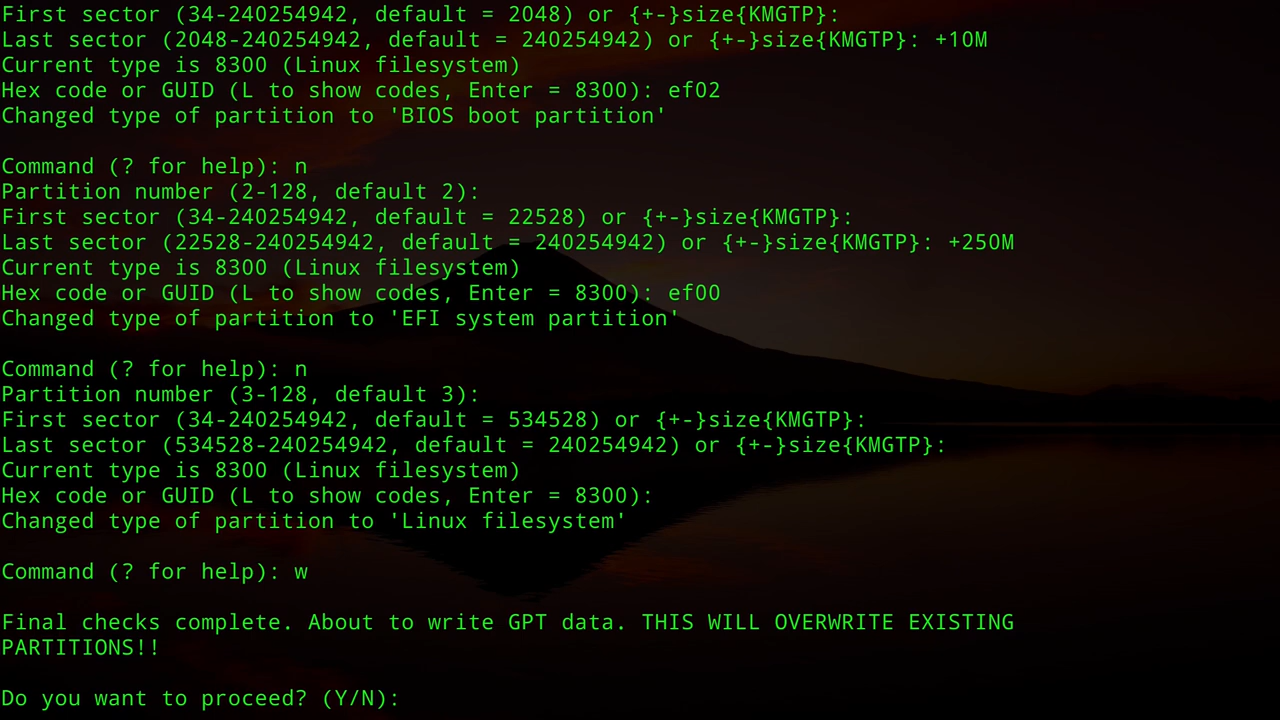 First sector (34-240254942, default = 2048) or {+-}size{KMGTP}:
Last sector (2048-240254942, default = 240254942) or {+-}size{KMGTP}: +10M
Current type is 8300 (Linux filesystem)
Hex code or GUID (L to show codes, Enter = 8300): ef02
Changed type of partition to 'BIOS boot partition'
Command (? for help): n
Partition number (2-128, default 2):
First sector (34-240254942, default = 22528) or {+-}size{KMGTP}:
Last sector (22528-240254942, default = 240254942) or {+-}size{KMGTP}: +250M
Current type is 8300 (Linux filesystem)
Hex code or GUID (L to show codes, Enter = 8300): ef00
Changed type of partition to 'EFI system partition'
Command (? for help): n
Partition number (3-128, default 3):
First sector (34-240254942, default = 534528) or {+-}size{KMGTP}:
Last sector (534528-240254942, default = 240254942) or {+-}size{KMGTP}:
Current type is 8300 (Linux filesystem)
Hex code or GUID (L to show codes, Enter = 8300):
Changed type of partition to 'Linux filesystem'
Command (? for help): w
Final checks complete. About to write GPT data. THIS WILL OVERWRITE EXISTING
PARTITIONS!!
Do you want to proceed? (Y/N):